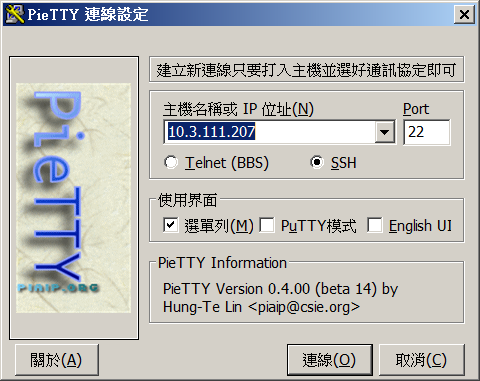 PieTTY 連線設定
建立新連線只要打入主機並選好通訊協定即可
主機名稱或 IP 位址(N)
Port
10.3.111.207
22
Telnet (BBS)
SSH
使用界面
選單列(M)
PuTTY模式
English UI
PieTTY Information
PieTTY Version 0.4.00 (beta 14) by
Hung-Te Lin <piaip@csie.org>
PieTTY
PIAIP.ORG
關於(A)
連線(O)
取消(C)